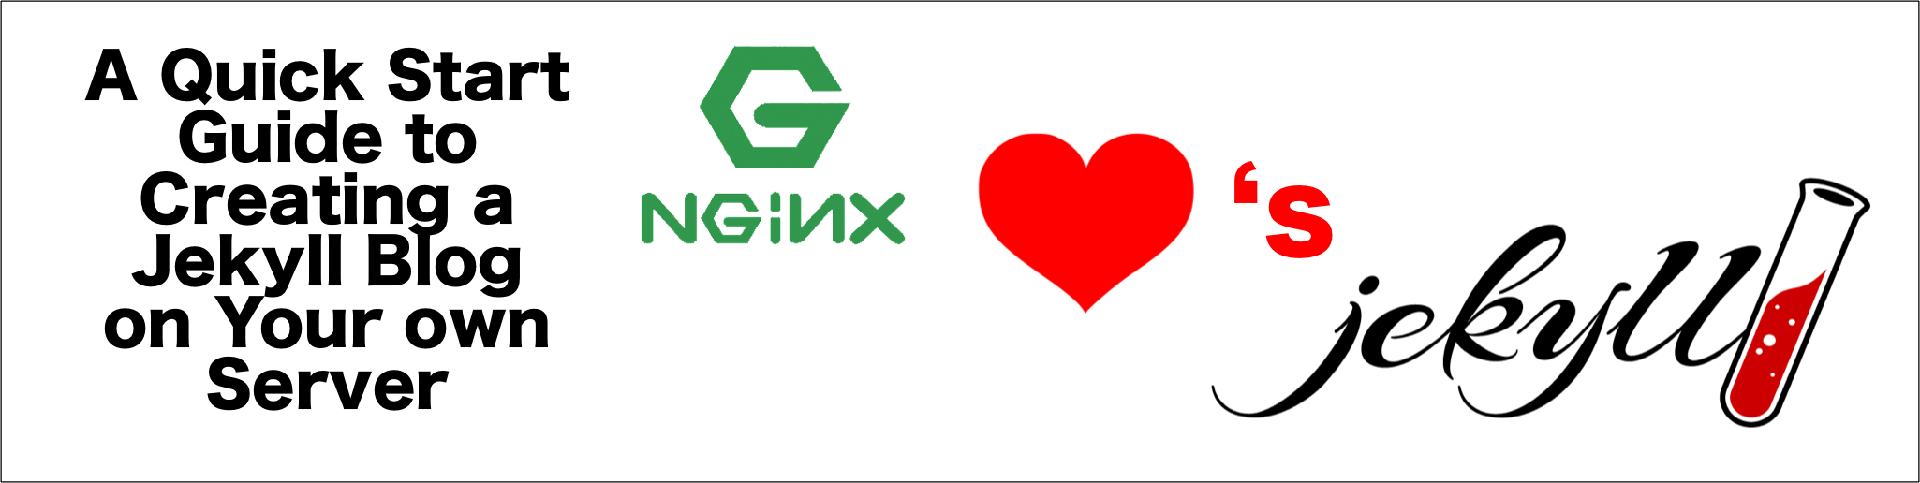 A Quick Start
Guide to
Creating a
Jekyll Blog
on Your own
Server
G
NGiNX
‘s
jekyll